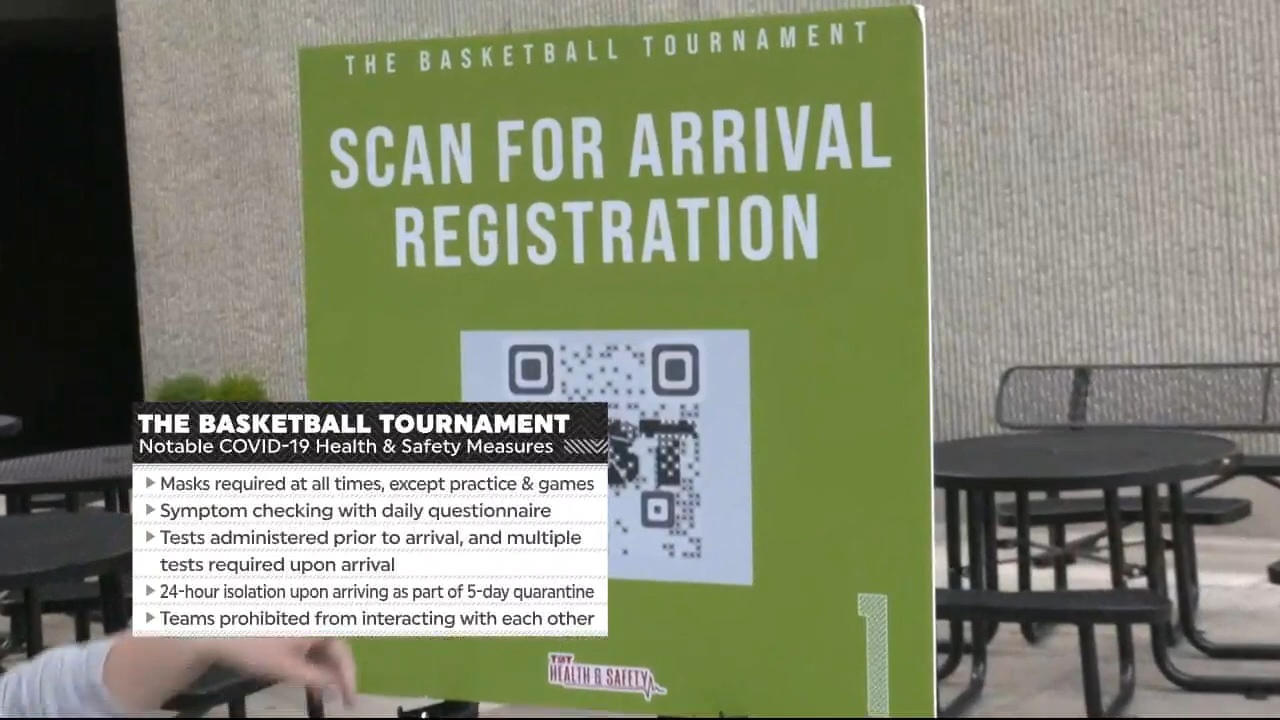 THE BASKETBALL TOURNAMENT
SCAN FOR ARRIVAL
REGISTRATION
THE BASKETBALL TOURNAMENT
Notable COVID-19 Health & Safety Measures
Masks required at all times, except practice & games
Symptom checking with daily questionnaire
Tests administered prior to arrival, and multiple
tests required upon arrival
24-hour isolation upon arriving as part of 5-day quarantine
Teams prohibited from interacting with each other
TBT
HEALTH & SAFETY
1